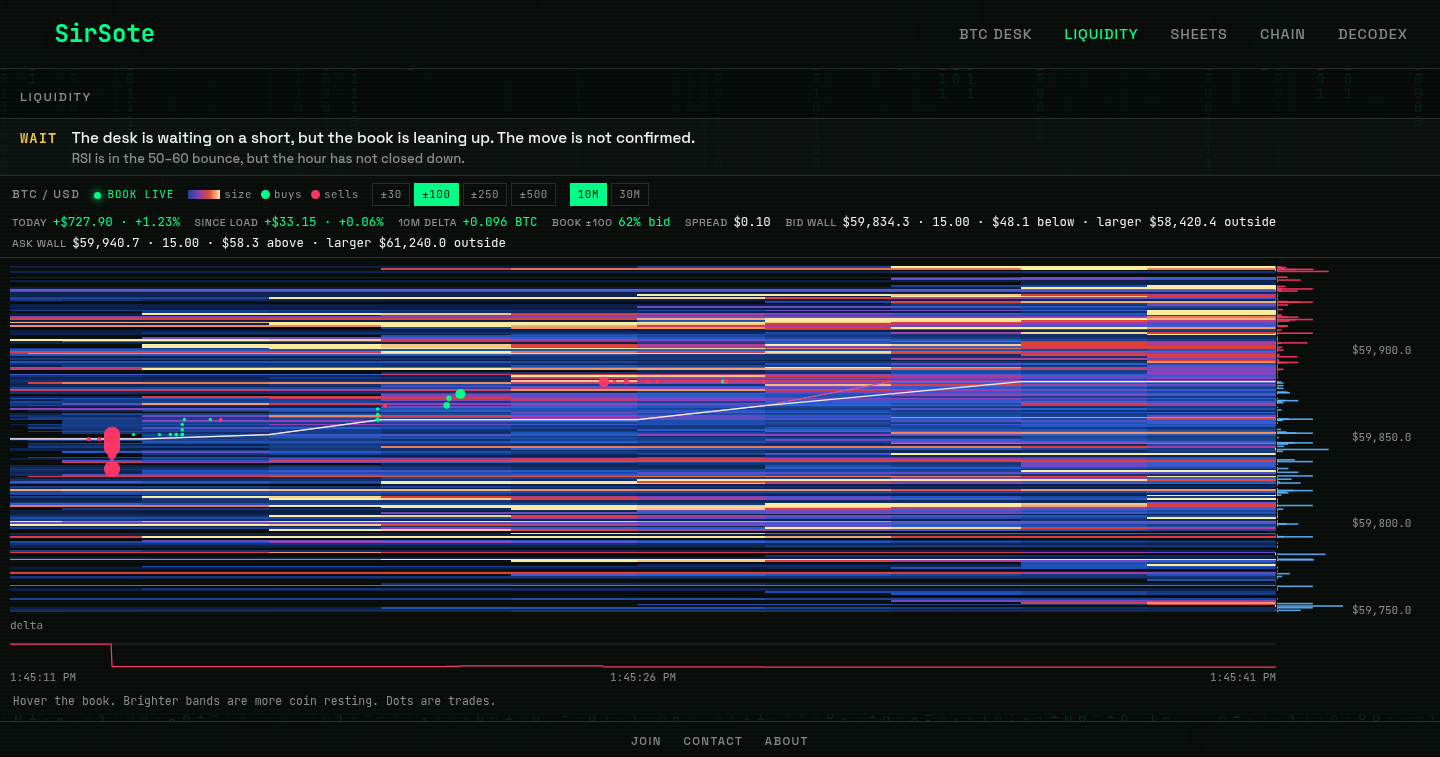 SirSote
BTC DESK LIQUIDITY SHEETS CHAIN DECODEX
LIQUIDITY
WAIT The desk is waiting on a short, but the book is leaning up. The move is not confirmed.
RSI is in the 50–60 bounce, but the hour has not closed down.
BTC / USD BOOK LIVE size buys sells ±30 ±100 ±250 ±500 10M 30M
TODAY +$727.90 · +1.23% SINCE LOAD +$33.15 · +0.06% 10M DELTA +0.096 BTC BOOK ±100 62% bid SPREAD $0.10 BID WALL $59,834.3 · 15.00 · $48.1 below · larger $58,420.4 outside
ASK WALL $59,940.7 · 15.00 · $58.3 above · larger $61,240.0 outside
$59,900.0
$59,850.0
$59,800.0
$59,750.0
delta
1:45:11 PM 1:45:26 PM 1:45:41 PM
Hover the book. Brighter bands are more coin resting. Dots are trades.
JOIN CONTACT ABOUT